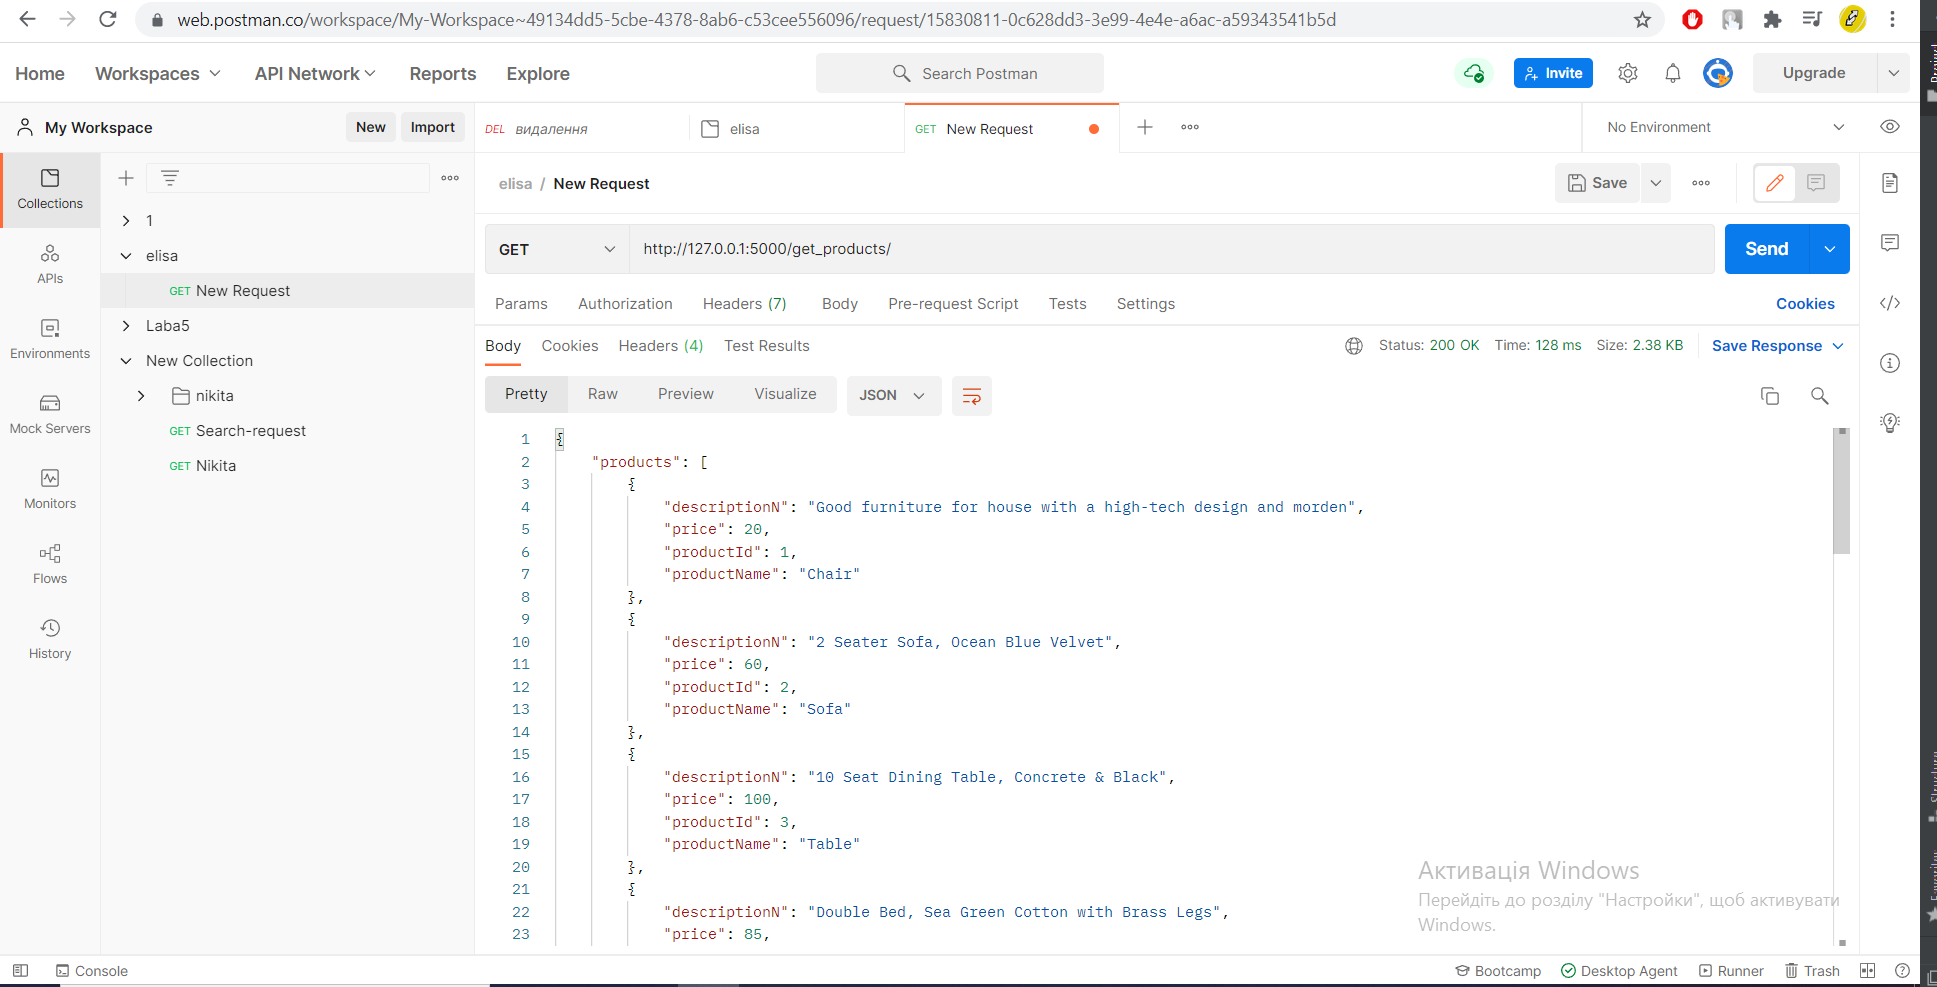 web.postman.co/workspace/My-Workspace~49134dd5-5cbe-4378-8ab6-c53cee556096/request/15830811-0c628dd3-3e99-4e4e-a6ac-a59343541b5d
Home Workspaces API Network Reports Explore Search Postman Invite Upgrade
My Workspace New Import DEL видалення elisa GET New Request No Environment
elisa / New Request Save
Collections
1
elisa
GET New Request
Laba5
New Collection
nikita
GET Search-request
GET Nikita
APIs
Environments
Mock Servers
Monitors
Flows
History
GET http://127.0.0.1:5000/get_products/ Send
Params Authorization Headers (7) Body Pre-request Script Tests Settings Cookies
Body Cookies Headers (4) Test Results Status: 200 OK Time: 128 ms Size: 2.38 KB Save Response
Pretty Raw Preview Visualize JSON
1 {
2 "products": [
3 {
4 "descriptionN": "Good furniture for house with a high-tech design and morden",
5 "price": 20,
6 "productId": 1,
7 "productName": "Chair"
8 },
9 {
10 "descriptionN": "2 Seater Sofa, Ocean Blue Velvet",
11 "price": 60,
12 "productId": 2,
13 "productName": "Sofa"
14 },
15 {
16 "descriptionN": "10 Seat Dining Table, Concrete & Black",
17 "price": 100,
18 "productId": 3,
19 "productName": "Table"
20 },
21 {
22 "descriptionN": "Double Bed, Sea Green Cotton with Brass Legs",
23 "price": 85,
Активація Windows
Перейдіть до розділу "Настройки", щоб активувати
Windows.
Console Bootcamp Desktop Agent Runner Trash